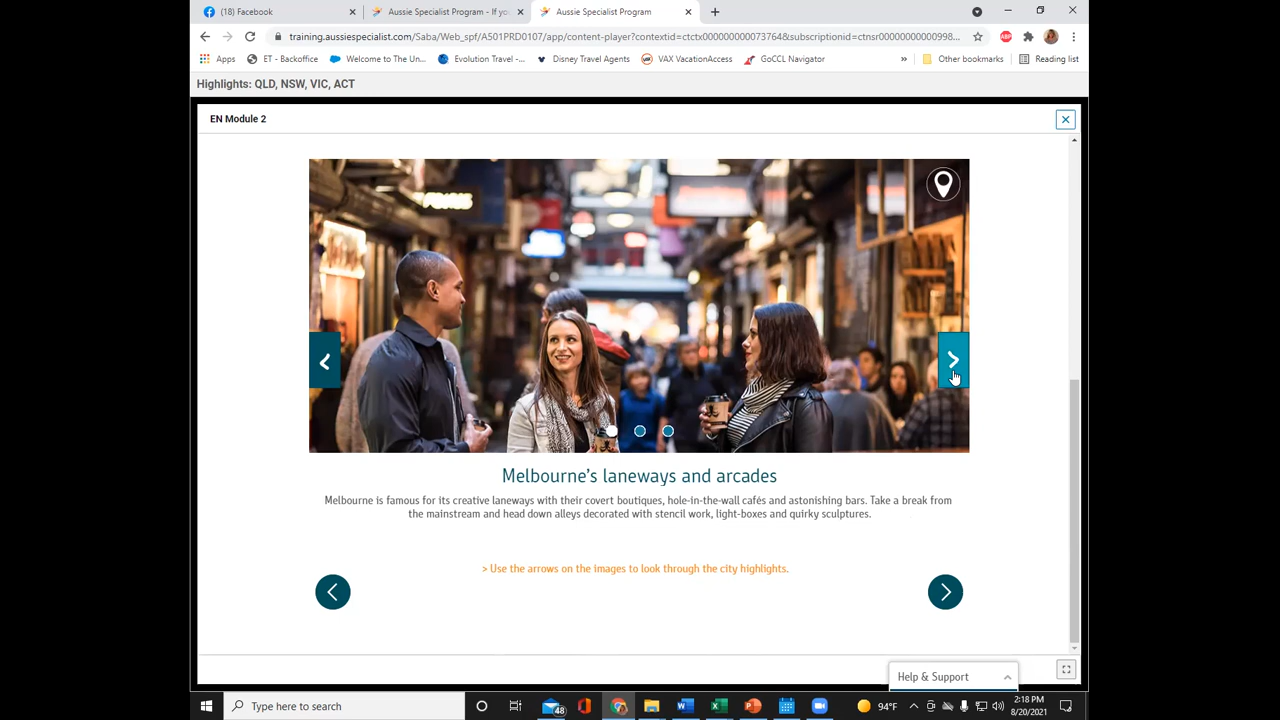 (18) Facebook
Aussie Specialist Program - If yo
Aussie Specialist Program
training.aussiespecialist.com/Saba/Web_spf/A501PRD0107/app/content-player?contextid=ctctx000000000073764&subscriptionid=ctnsr00000000000998...
ABP
Apps
ET - Backoffice
Welcome to The Un...
Evolution Travel -...
Disney Travel Agents
VAX VacationAccess
GoCCL Navigator
»
Other bookmarks
Reading list
Highlights: QLD, NSW, VIC, ACT
EN Module 2
Melbourne's laneways and arcades
Melbourne is famous for its creative laneways with their covert boutiques, hole-in-the-wall cafés and astonishing bars. Take a break from
the mainstream and head down alleys decorated with stencil work, light-boxes and quirky sculptures.
> Use the arrows on the images to look through the city highlights.
Help & Support
Type here to search
48
94°F
2:18 PM
8/20/2021